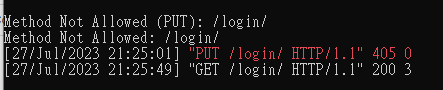 Method Not Allowed (PUT): /login/
Method Not Allowed: /login/
[27/Jul/2023 21:25:01] "PUT /login/ HTTP/1.1" 405 0
[27/Jul/2023 21:25:49] "GET /login/ HTTP/1.1" 200 3